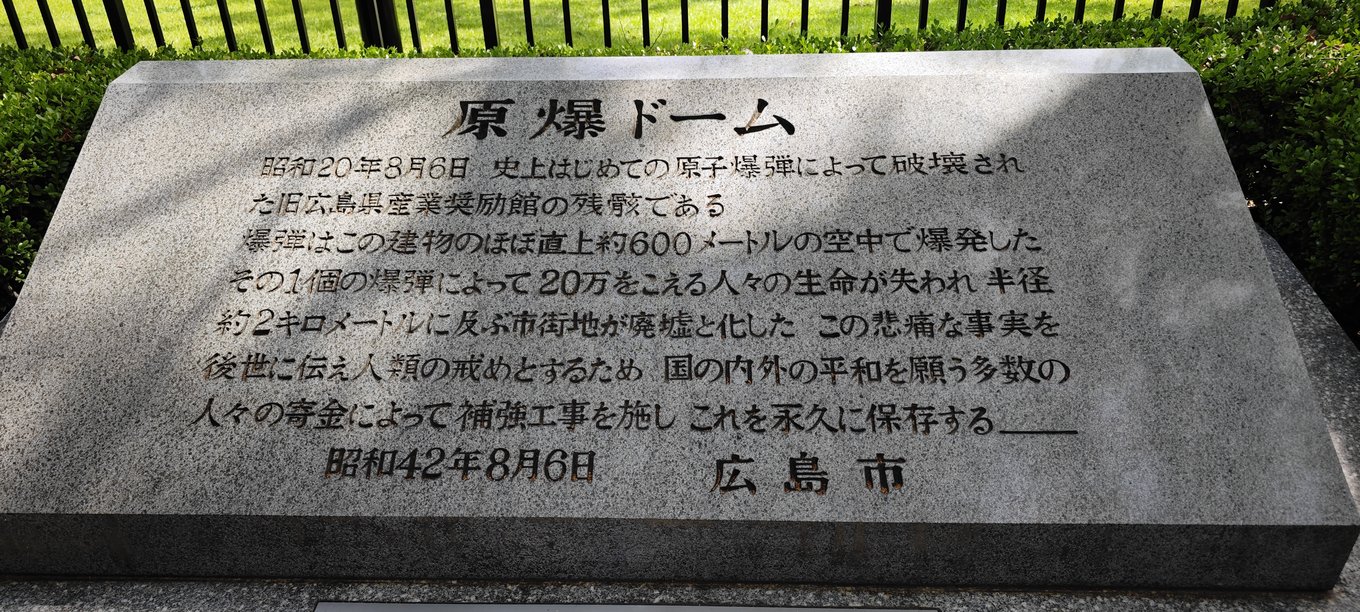 原爆ドーム
昭和20年8月6日 史上はじめての原子爆弾によって破壊され
た旧広島県産業奨励館の残骸である
爆弾はこの建物のほぼ直上約600メートルの空中で爆発した
その1個の爆弾によって20万をこえる人々の生命が失われ 半径
約2キロメートルに及ぶ市街地が廃墟と化した この悲痛な事実を
後世に伝え人類の戒めとするため 国の内外の平和を願う多数の
人々の寄金によって補強工事を施し これを永久に保存する——
昭和42年8月6日 広島市